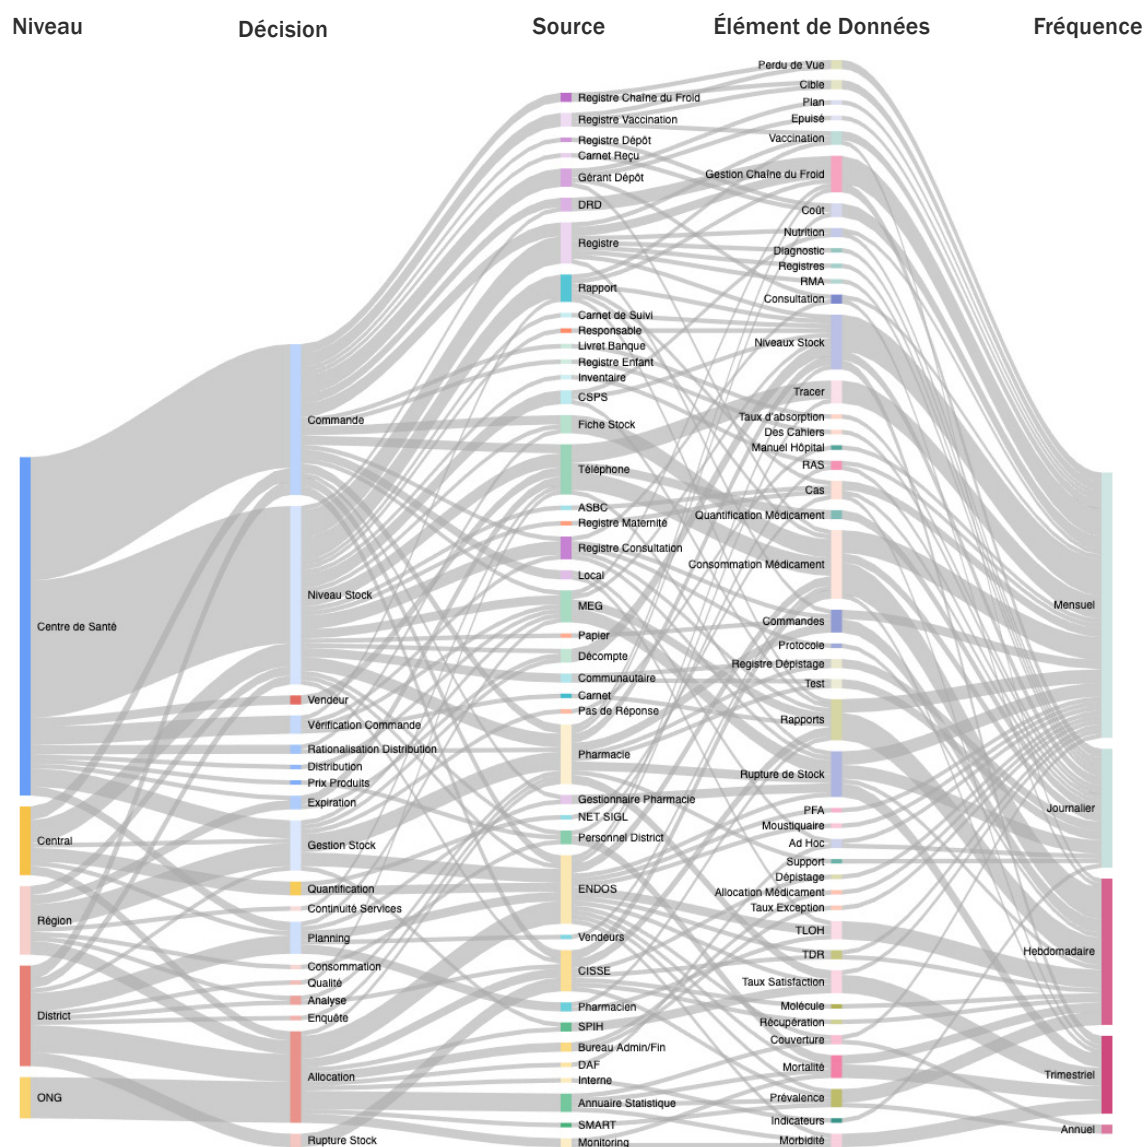 Niveau
Décision
Source
Élément de Données
Fréquence
Centre de Santé
Central
Région
District
ONG
Commande
Niveau Stock
Vendeur
Vérification Commande
Rationalisation Distribution
Distribution
Prix Produits
Expiration
Gestion Stock
Quantification
Continuité Services
Planning
Consommation
Qualité
Analyse
Enquête
Allocation
Rupture Stock
Registre Chaîne du Froid
Registre Vaccination
Registre Dépôt
Carnet Reçu
Gérant Dépôt
DRD
Registre
Rapport
Carnet de Suivi
Responsable
Livret Banque
Registre Enfant
Inventaire
CSPS
Fiche Stock
Téléphone
ASBC
Registre Maternité
Registre Consultation
Local
MEG
Papier
Décompte
Communautaire
Carnet
Pas de Réponse
Pharmacie
Gestionnaire Pharmacie
NET SIGL
Personnel District
ENDOS
Vendeurs
CISSE
Pharmacien
SPIH
Bureau Admin/Fin
DAF
Interne
Annuaire Statistique
SMART
Monitoring
Perdu de Vue
Cible
Plan
Epuisé
Vaccination
Gestion Chaîne du Froid
Coût
Nutrition
Diagnostic
Registres
RMA
Consultation
Niveaux Stock
Tracer
Taux d'absorption
Des Cahiers
Manuel Hôpital
RAS
Cas
Quantification Médicament
Consommation Médicament
Commandes
Protocole
Registre Dépistage
Test
Rapports
Rupture de Stock
PFA
Moustiquaire
Ad Hoc
Support
Dépistage
Allocation Médicament
Taux Exception
TLOH
TDR
Taux Satisfaction
Molécule
Récupération
Couverture
Mortalité
Prévalence
Indicateurs
Morbidité
Mensuel
Journalier
Hebdomadaire
Trimestriel
Annuel